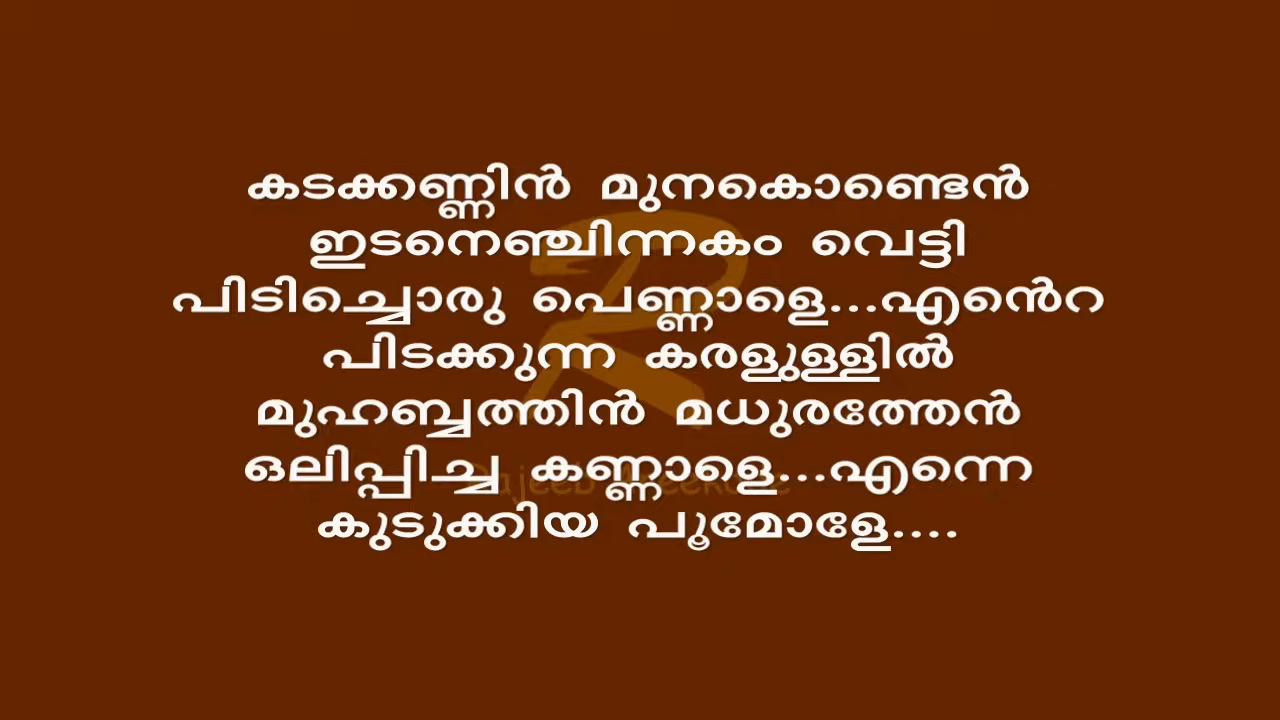 കടക്കണ്ണിൻ മുനകൊണ്ടെൻ
ഇടനെഞ്ചിന്നകം വെട്ടി
പിടിച്ചൊരു പെണ്ണാളെ...എൻെറ
പിടക്കുന്ന കരളുള്ളിൽ
മുഹബ്ബത്തിൻ മധുരത്തേൻ
ഒലിപ്പിച്ച കണ്ണാളെ...എന്നെ
കുടുക്കിയ പൂമോളേ....